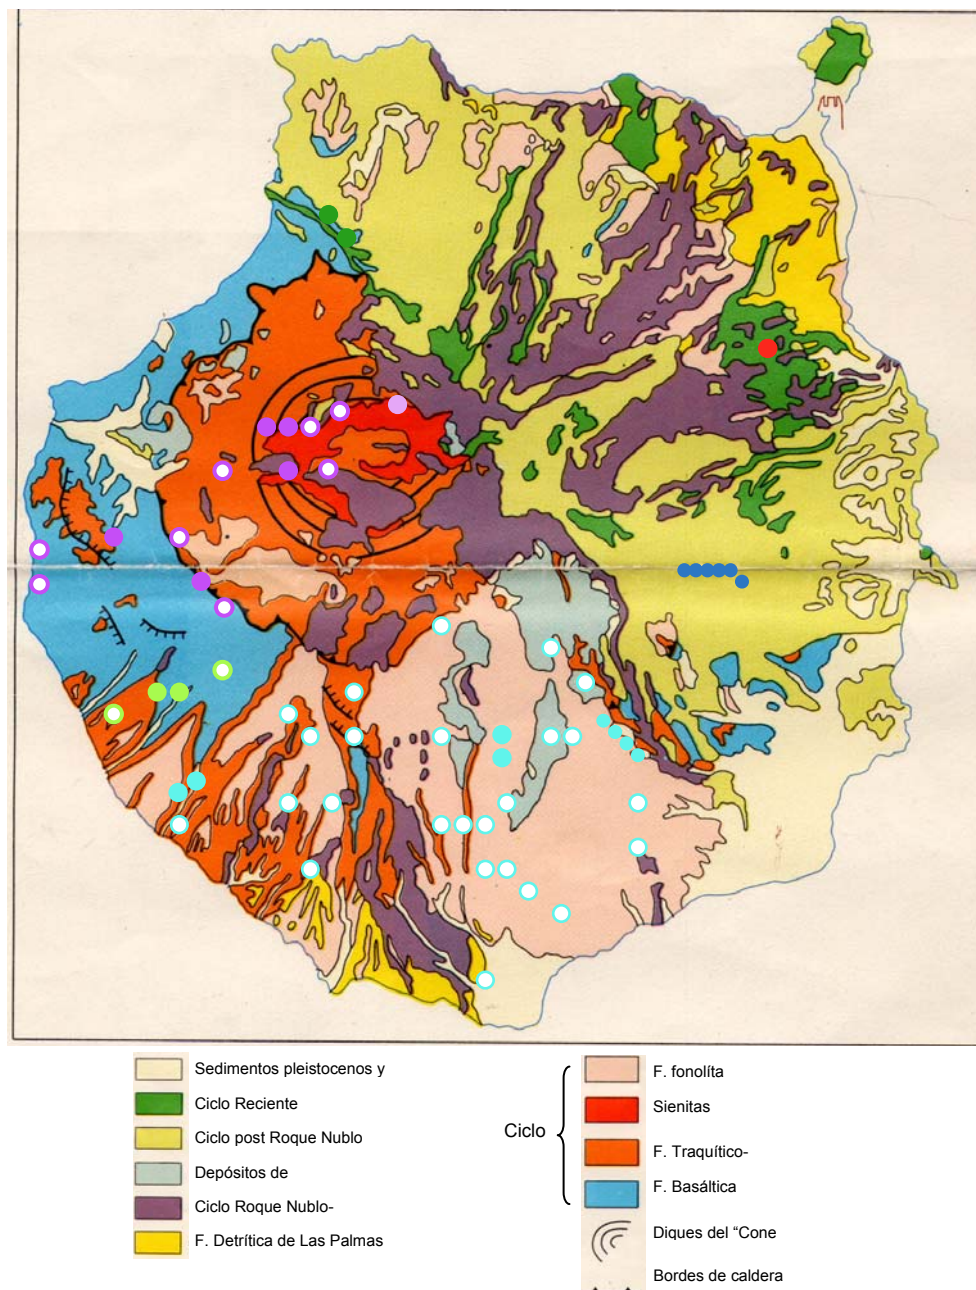 Sedimentos pleistocenos y
Ciclo Reciente
Ciclo post Roque Nublo
Depósitos de
Ciclo Roque Nublo-
F. Detrítica de Las Palmas
Ciclo
F. fonolíta
Sienitas
F. Traquítico-
F. Basáltica
Diques del “Cone
Bordes de caldera